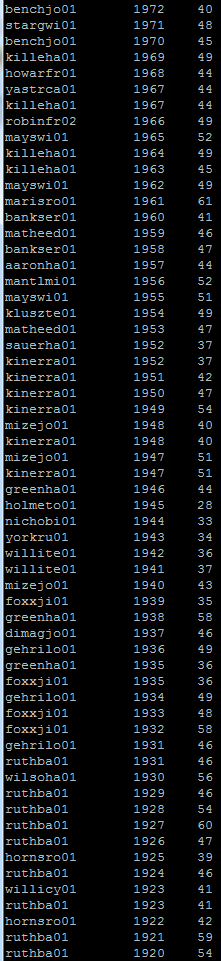 benchjo01 1972 40
stargwi01 1971 48
benchjo01 1970 45
killeha01 1969 49
howarfr01 1968 44
yastrca01 1967 44
killeha01 1967 44
robinfr02 1966 49
mayswi01 1965 52
killeha01 1964 49
killeha01 1963 45
mayswi01 1962 49
marisro01 1961 61
bankser01 1960 41
matheed01 1959 46
bankser01 1958 47
aaronha01 1957 44
mantlmi01 1956 52
mayswi01 1955 51
kluszte01 1954 49
matheed01 1953 47
sauerha01 1952 37
kinerra01 1952 37
kinerra01 1951 42
kinerra01 1950 47
kinerra01 1949 54
mizejo01 1948 40
kinerra01 1948 40
mizejo01 1947 51
kinerra01 1947 51
greenha01 1946 44
holmeto01 1945 28
nichobi01 1944 33
yorkru01 1943 34
willite01 1942 36
willite01 1941 37
mizejo01 1940 43
foxxji01 1939 35
greenha01 1938 58
dimagjo01 1937 46
gehrilo01 1936 49
greenha01 1935 36
foxxji01 1935 36
gehrilo01 1934 49
foxxji01 1933 48
foxxji01 1932 58
gehrilo01 1931 46
ruthba01 1931 46
wilsoha01 1930 56
ruthba01 1929 46
ruthba01 1928 54
ruthba01 1927 60
ruthba01 1926 47
hornsro01 1925 39
ruthba01 1924 46
willicy01 1923 41
ruthba01 1923 41
hornsro01 1922 42
ruthba01 1921 59
ruthba01 1920 54